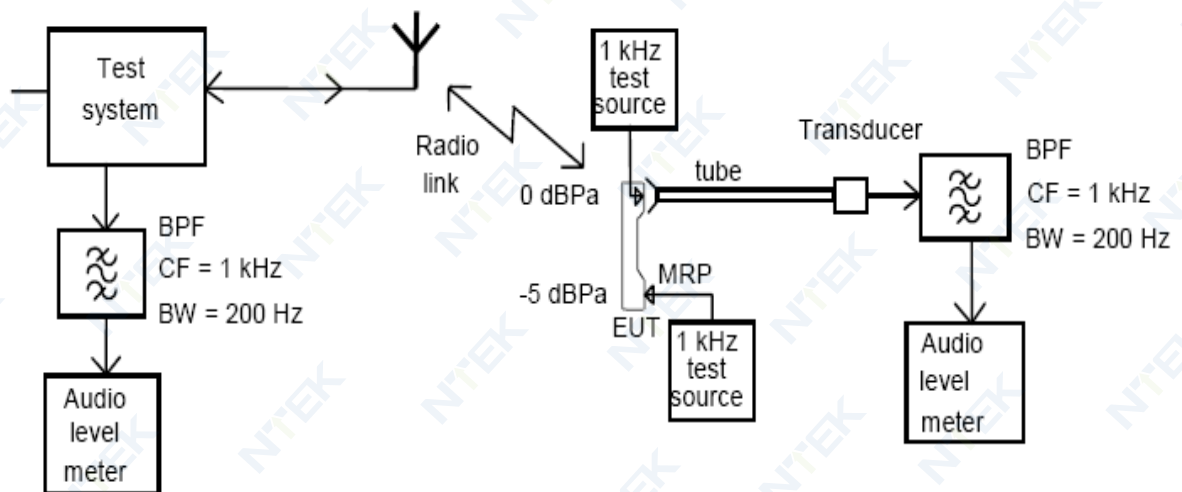 Test
system
Radio
link
BPF
CF = 1 kHz
BW = 200 Hz
Audio
level
meter
1 kHz
test
source
0 dBPa
-5 dBPa
MRP
EUT
1 kHz
test
source
tube
Transducer
BPF
CF = 1 kHz
BW = 200 Hz
Audio
level
meter
NTEK